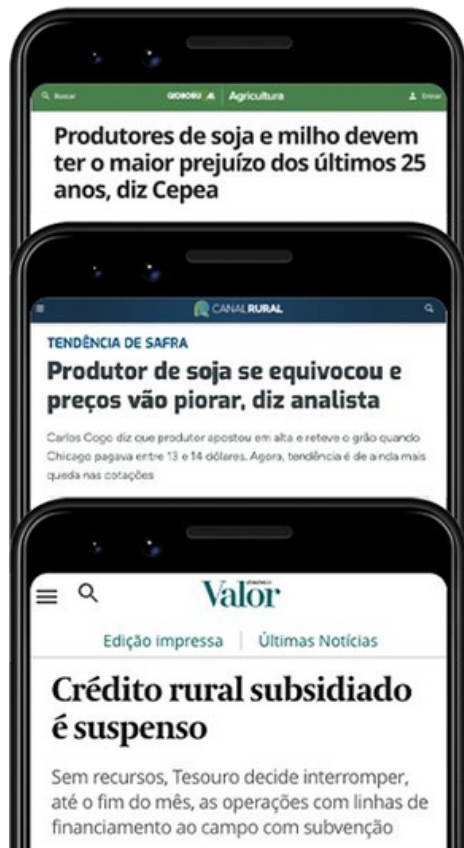 Buscar GLOBO RURAL Agricultura Entrar
Produtores de soja e milho devem
ter o maior prejuízo dos últimos 25
anos, diz Cepea
CANAL RURAL
TENDÊNCIA DE SAFRA
Produtor de soja se equivocou e
preços vão piorar, diz analista
Carlos Cogo diz que produtor apostou em alta e reteve o grão quando
Chicago pagava entre 13 e 14 dólares. Agora, tendência é de ainda mais
queda nas cotações
Valor
Edição impressa | Últimas Notícias
Crédito rural subsidiado
é suspenso
Sem recursos, Tesouro decide interromper,
até o fim do mês, as operações com linhas de
financiamento ao campo com subvenção